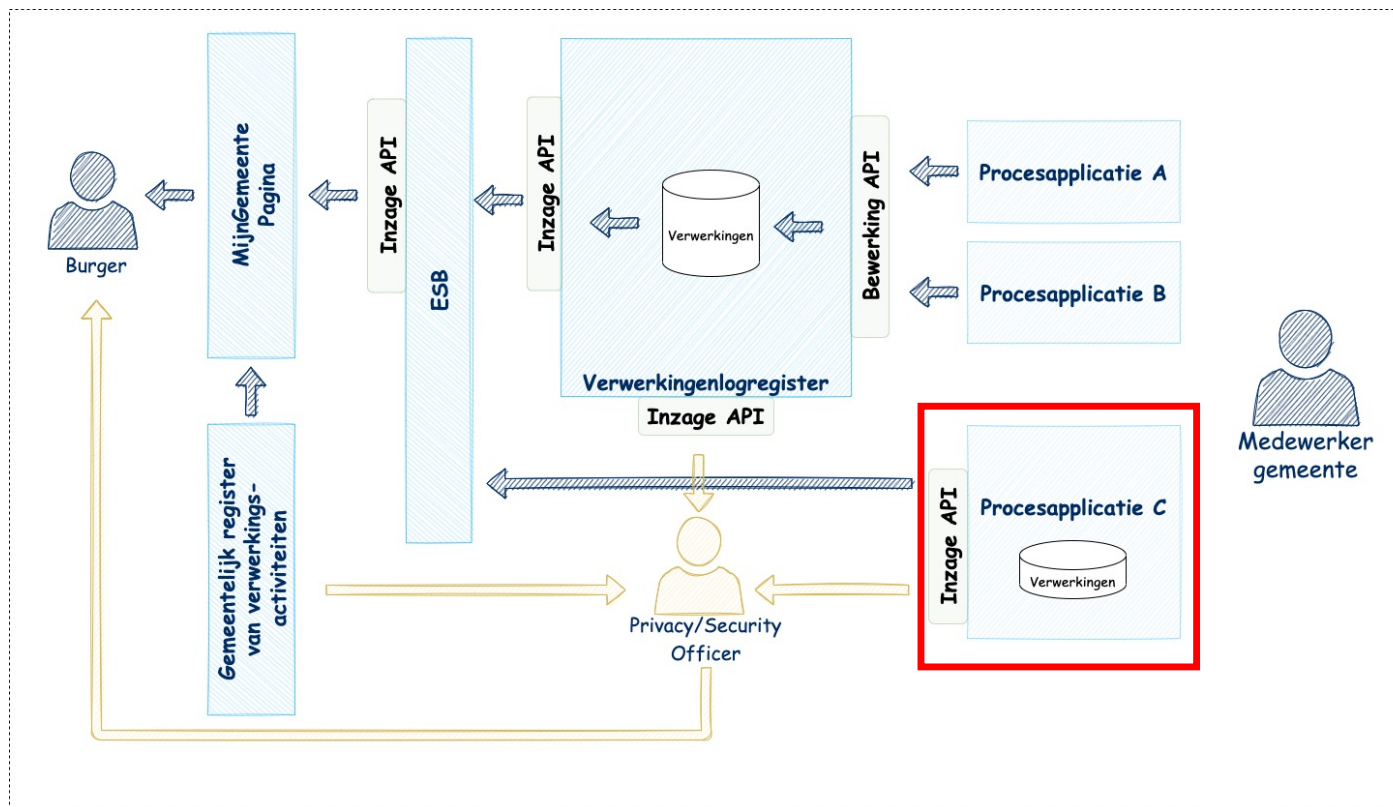 Burger
MijnGemeente
Pagina
Inzage API
ESB
Inzage API
Verwerkingen
Verwerkingenlogregister
Bewerking API
Procesapplicatie A
Procesapplicatie B
Inzage API
Medewerker
gemeente
Gemeentelijk register
van verwerkings-
activiteiten
Privacy/Security
Officer
Inzage API
Procesapplicatie C
Verwerkingen